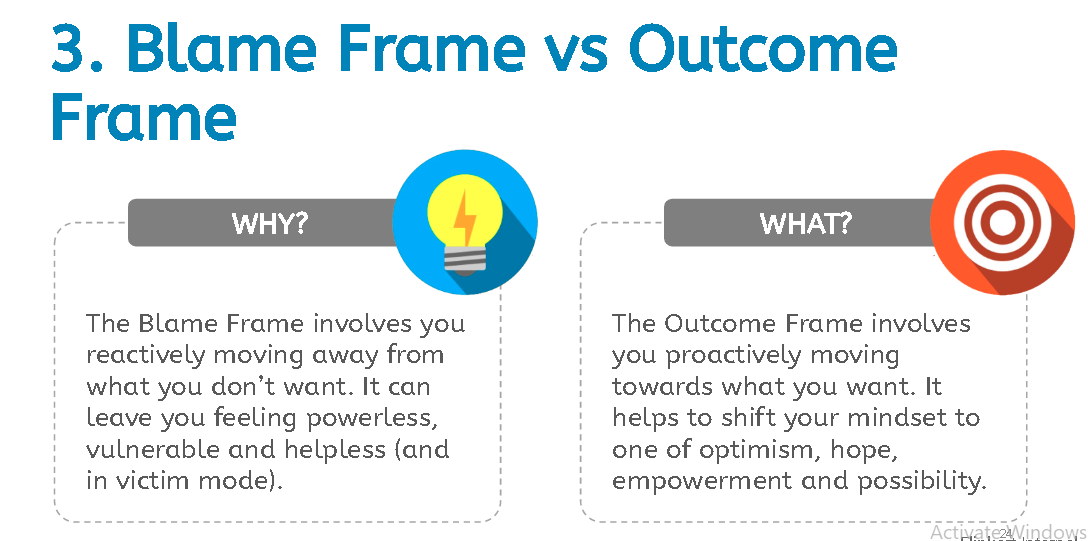 3. Blame Frame vs Outcome
Frame
WHY?
The Blame Frame involves you
reactively moving away from
what you don't want. It can
leave you feeling powerless,
vulnerable and helpless (and
in victim mode).
WHAT?
The Outcome Frame involves
you proactively moving
towards what you want. It
helps to shift your mindset to
one of optimism, hope,
empowerment and possibility.
24
Activate Windows